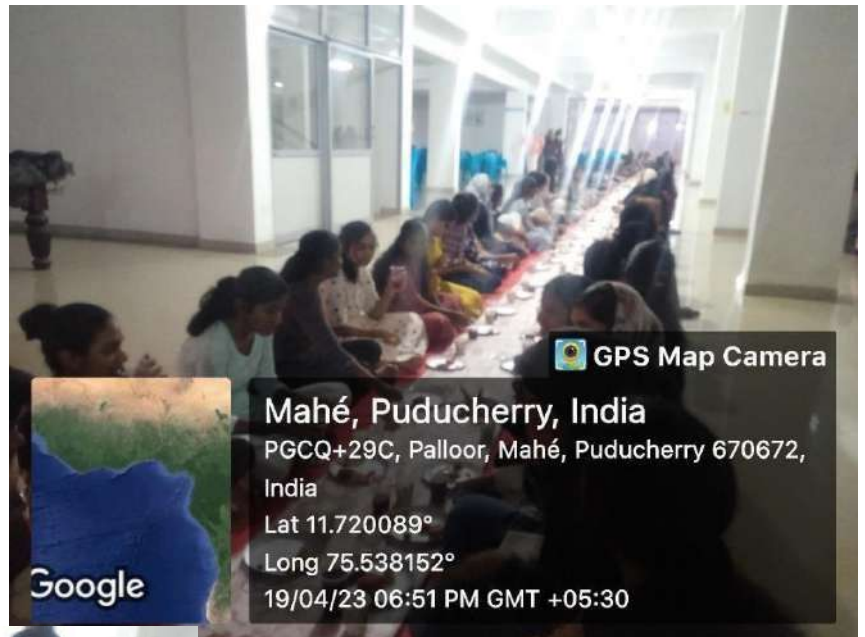 GPS Map Camera
Mahé, Puducherry, India
PGCQ+29C, Palloor, Mahé, Puducherry 670672,
India
Lat 11.720089°
Long 75.538152°
19/04/23 06:51 PM GMT +05:30
Google